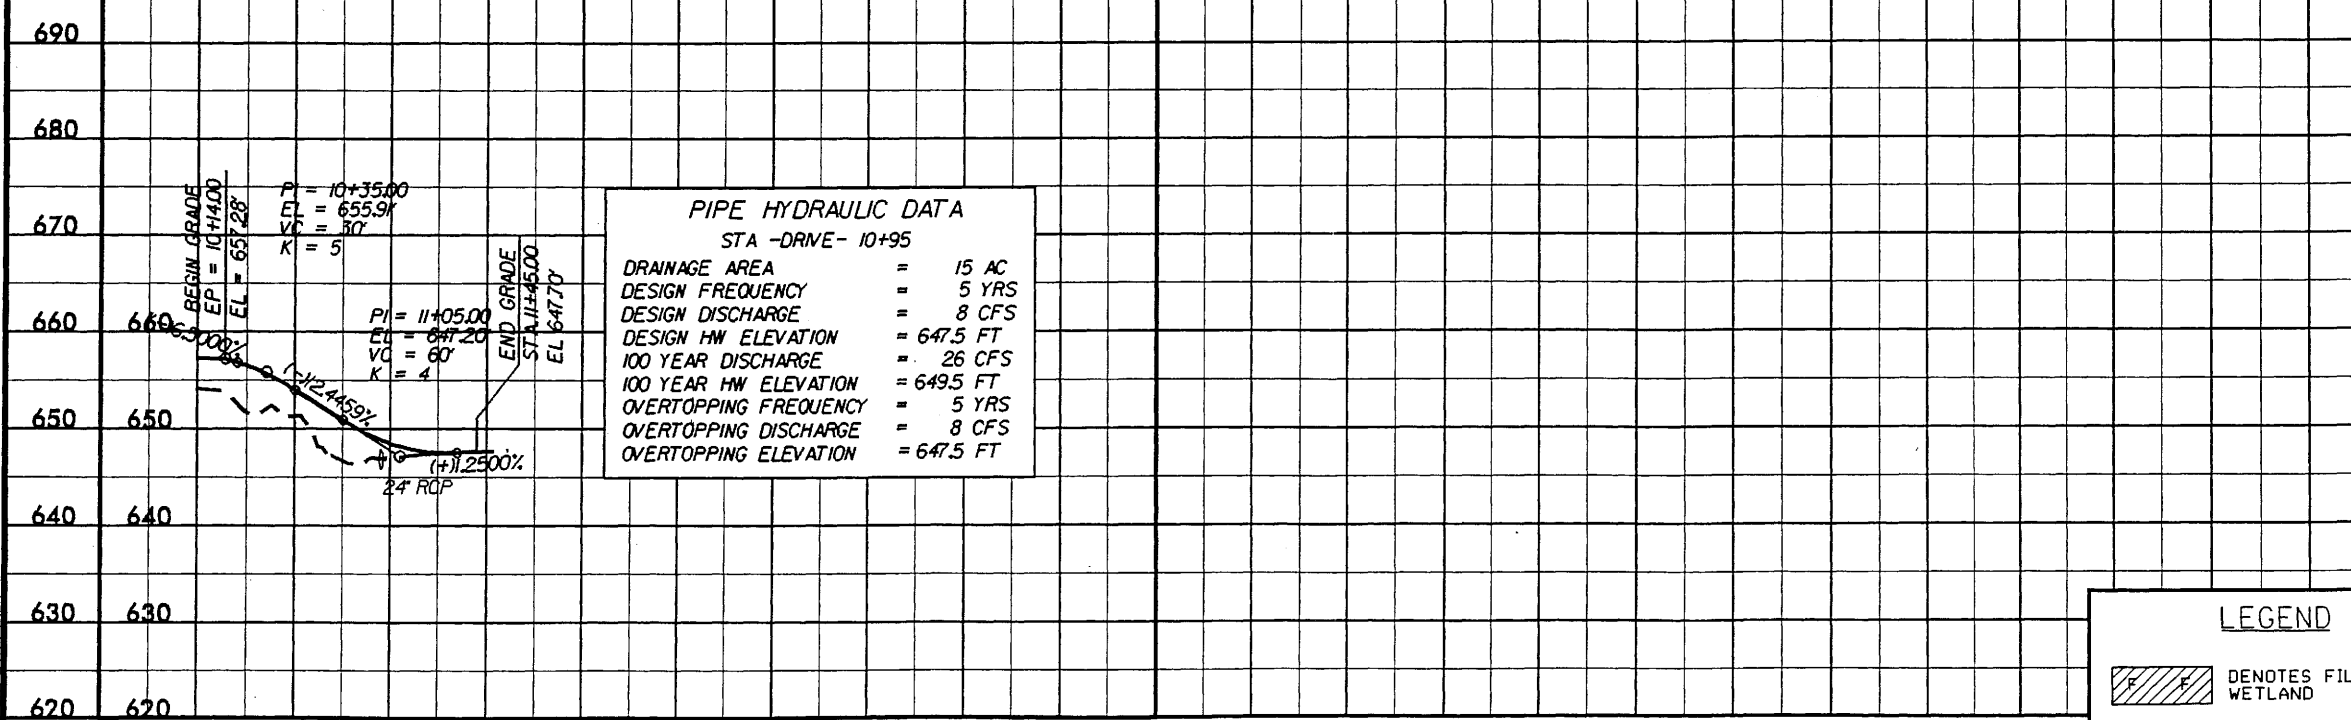 690
680
670
660
650
640
630
620
660
650
640
630
620
BEGIN GRADE
EP = 10+14.00
EL = 657.28'
PI = 10+35.00
EL = 655.91'
VC = 30'
K = 5
(-)12.4459%
PI = 11+05.00
EL = 647.20'
VC = 60'
K = 4
END GRADE
STA.11+45.00
EL 647.70'
(+)1.2500%
24" RCP
PIPE HYDRAULIC DATA
STA -DRIVE- 10+95
DRAINAGE AREA = 15 AC
DESIGN FREQUENCY = 5 YRS
DESIGN DISCHARGE = 8 CFS
DESIGN HW ELEVATION = 647.5 FT
100 YEAR DISCHARGE = 26 CFS
100 YEAR HW ELEVATION = 649.5 FT
OVERTOPPING FREQUENCY = 5 YRS
OVERTOPPING DISCHARGE = 8 CFS
OVERTOPPING ELEVATION = 647.5 FT
LEGEND
F F
DENOTES FIL
WETLAND